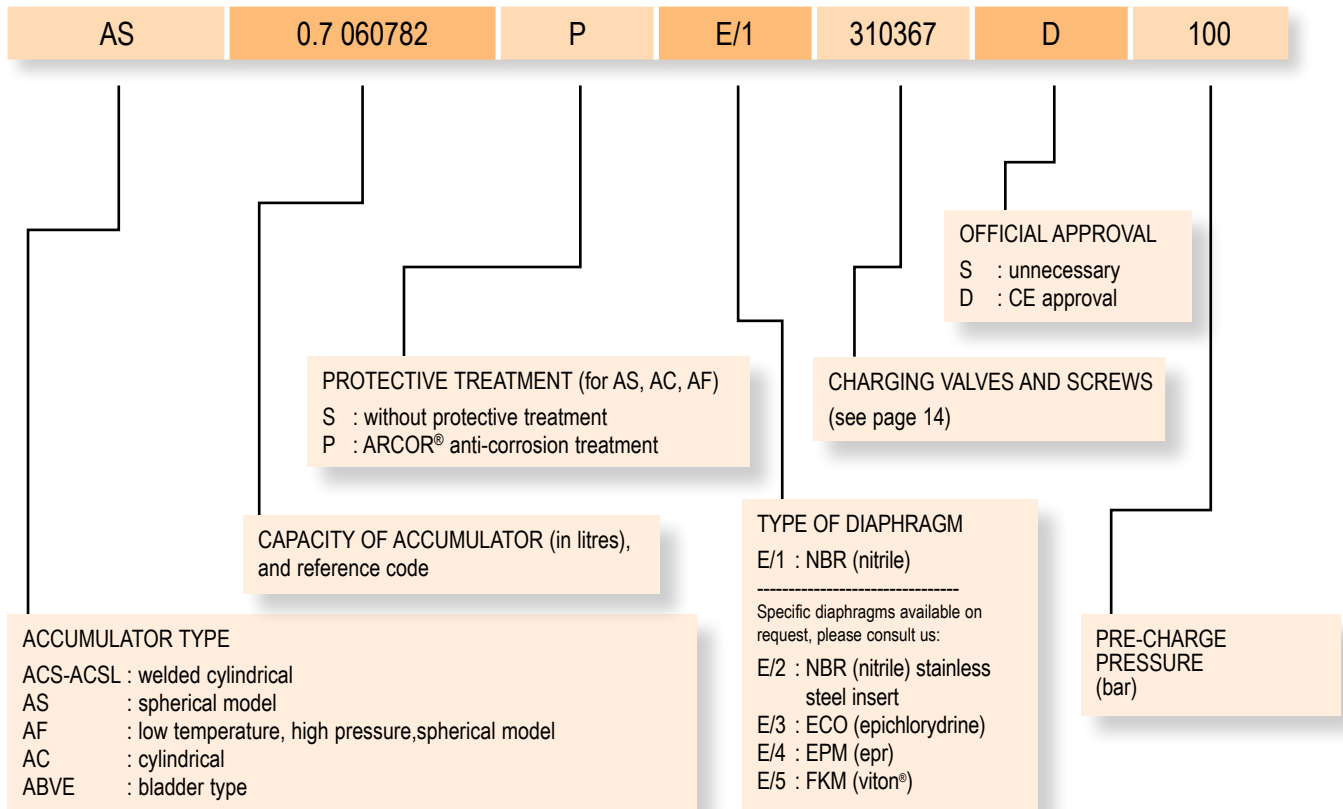 AS 0.7 060782 P E/1 310367 D 100
OFFICIAL APPROVAL
S : unnecessary
D : CE approval
PROTECTIVE TREATMENT (for AS, AC, AF)
S : without protective treatment
P : ARCOR® anti-corrosion treatment
CHARGING VALVES AND SCREWS
(see page 14)
CAPACITY OF ACCUMULATOR (in litres),
and reference code
TYPE OF DIAPHRAGM
E/1 : NBR (nitrile)
--------------------------------
Specific diaphragms available on
request, please consult us:
E/2 : NBR (nitrile) stainless
steel insert
E/3 : ECO (epichlorydrine)
E/4 : EPM (epr)
E/5 : FKM (viton®)
ACCUMULATOR TYPE
ACS-ACSL : welded cylindrical
AS : spherical model
AF : low temperature, high pressure,spherical model
AC : cylindrical
ABVE : bladder type
PRE-CHARGE
PRESSURE
(bar)